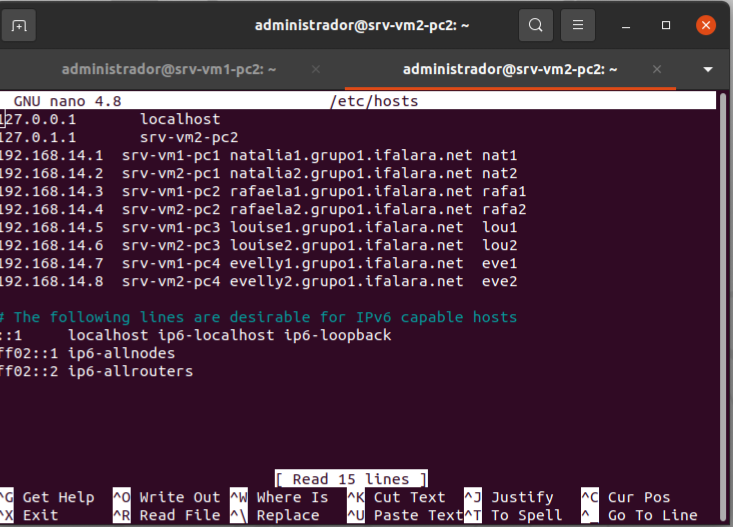 administrador@srv-vm2-pc2: ~
administrador@srv-vm1-pc2: ~ × administrador@srv-vm2-pc2: ~ ×
GNU nano 4.8 /etc/hosts
127.0.0.1 localhost
127.0.1.1 srv-vm2-pc2
192.168.14.1 srv-vm1-pc1 natalia1.grupo1.ifalara.net nat1
192.168.14.2 srv-vm2-pc1 natalia2.grupo1.ifalara.net nat2
192.168.14.3 srv-vm1-pc2 rafaela1.grupo1.ifalara.net rafa1
192.168.14.4 srv-vm2-pc2 rafaela2.grupo1.ifalara.net rafa2
192.168.14.5 srv-vm1-pc3 louise1.grupo1.ifalara.net lou1
192.168.14.6 srv-vm2-pc3 louise2.grupo1.ifalara.net lou2
192.168.14.7 srv-vm1-pc4 evelly1.grupo1.ifalara.net eve1
192.168.14.8 srv-vm2-pc4 evelly2.grupo1.ifalara.net eve2
# The following lines are desirable for IPv6 capable hosts
::1 localhost ip6-localhost ip6-loopback
ff02::1 ip6-allnodes
ff02::2 ip6-allrouters
[ Read 15 lines ]
^G Get Help ^O Write Out ^W Where Is ^K Cut Text ^J Justify ^C Cur Pos
^X Exit ^R Read File ^\ Replace ^U Paste Text ^T To Spell ^_ Go To Line